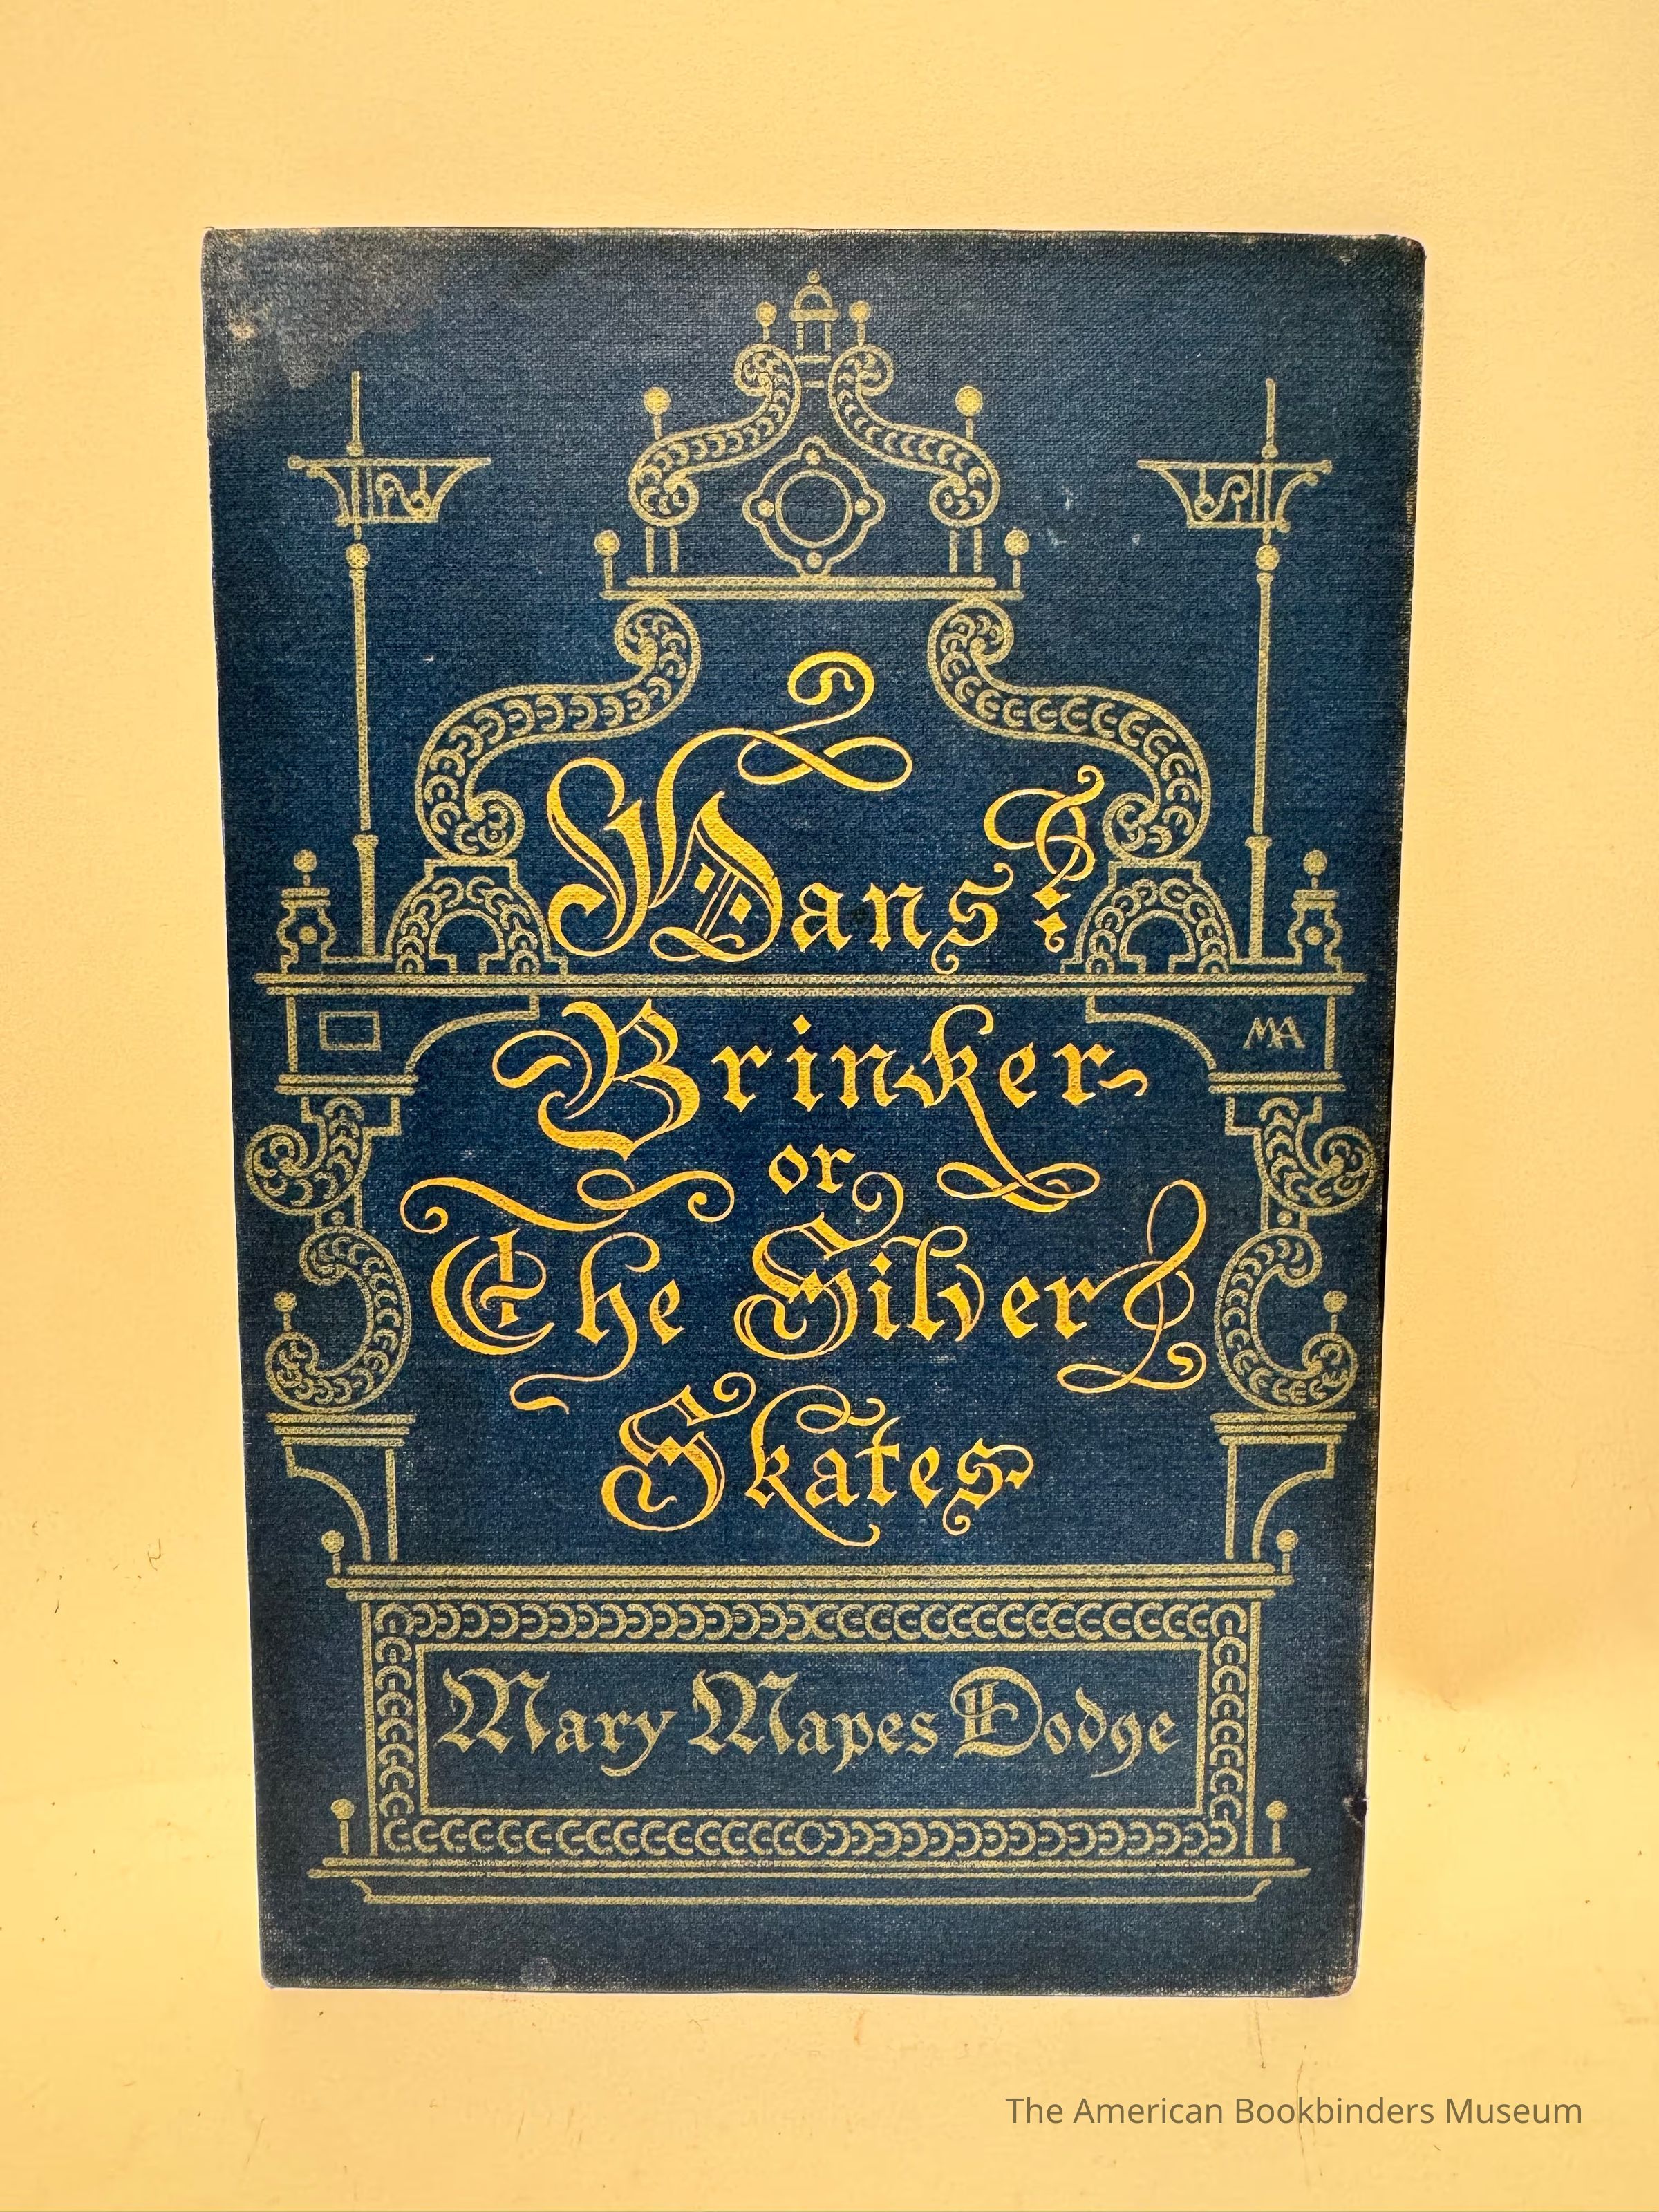 Hans
MA
Brinker
or
The Silver
Skates
Mary Mapes Dodge
The American Bookbinders Museum